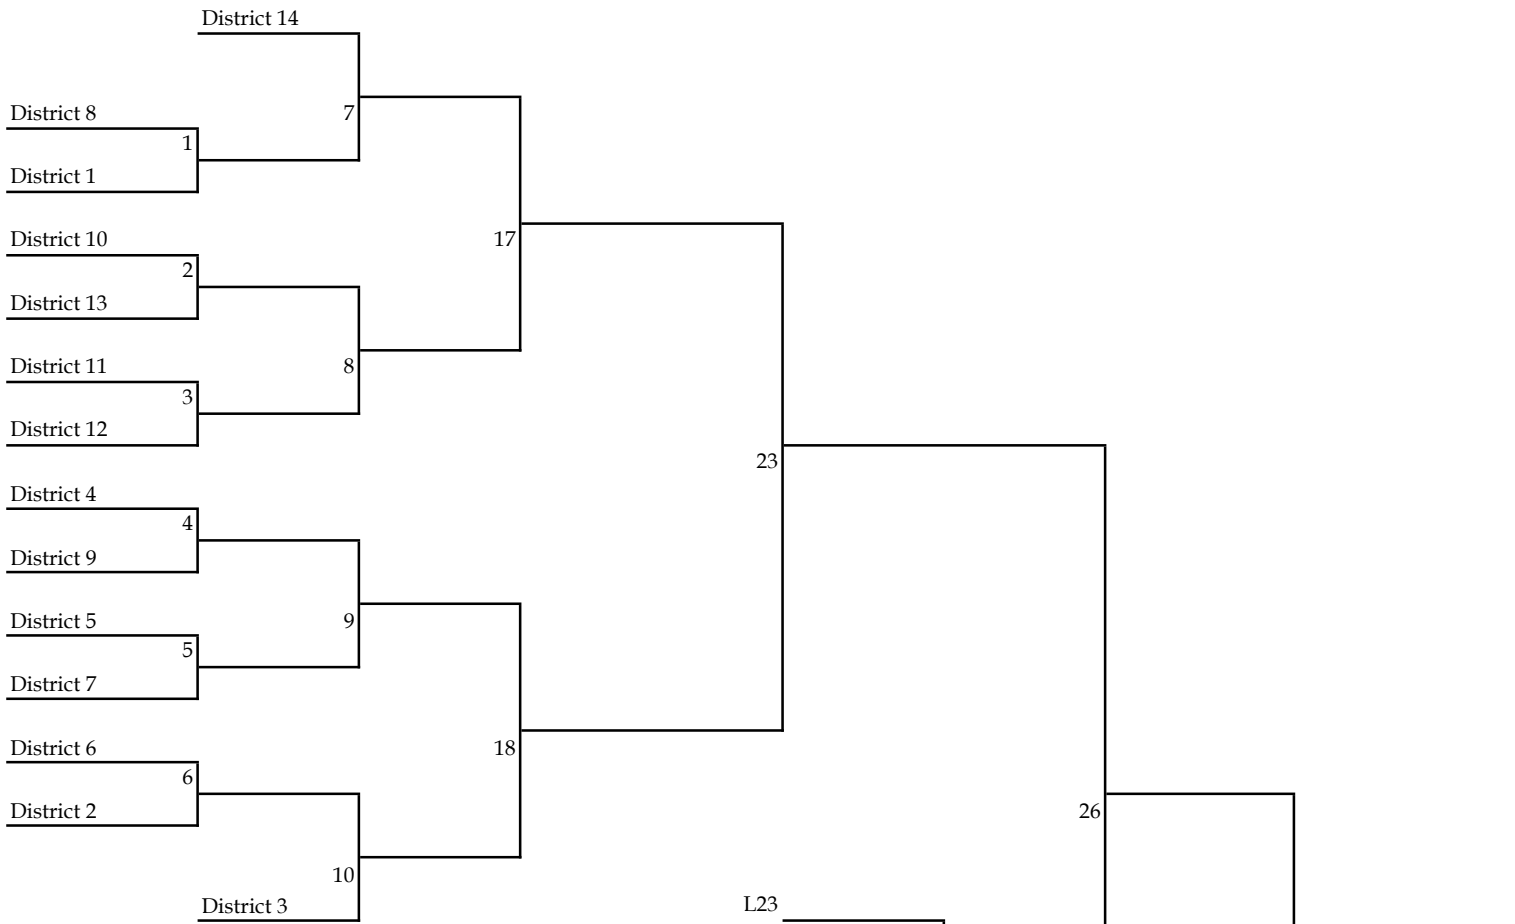 District 14
7
District 8
1
District 1
17
District 10
2
District 13
8
District 11
3
District 12
23
District 4
4
District 9
9
District 5
5
District 7
18
District 6
6
District 2
26
10
District 3
L23